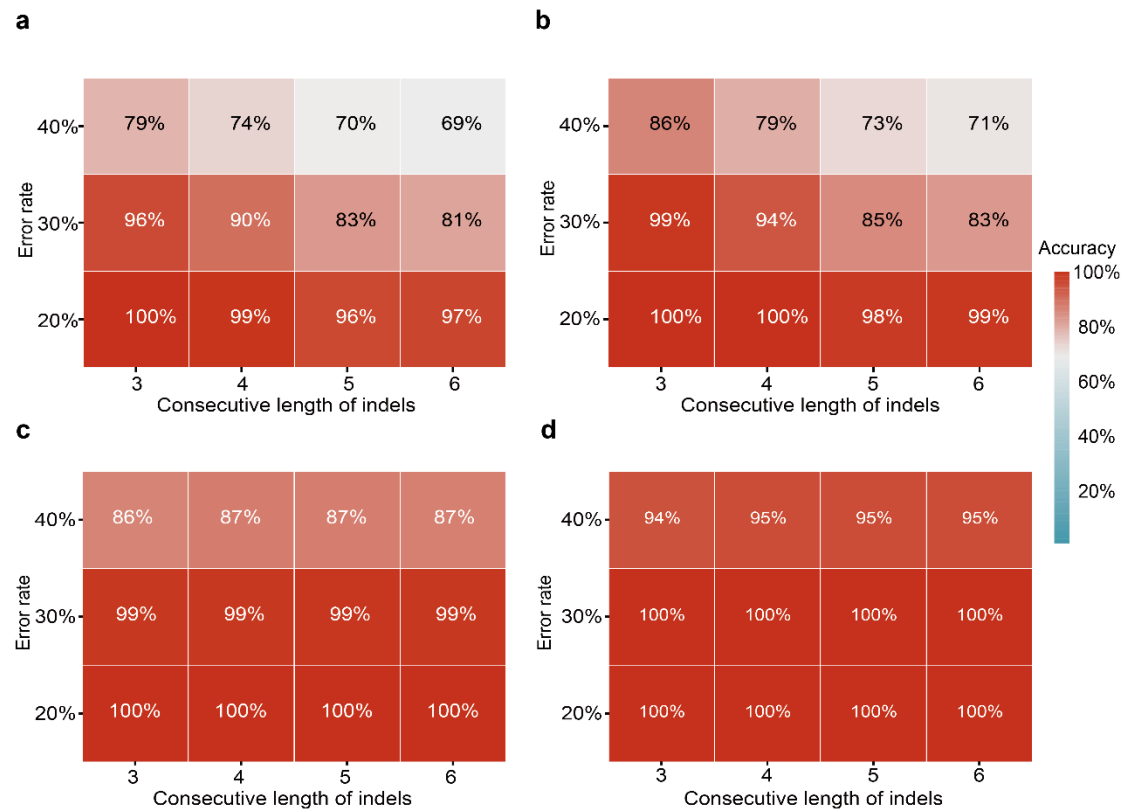 a
40%
79% 74% 70% 69%
30%
96% 90% 83% 81%
20%
100% 99% 96% 97%
Error rate
3 4 5 6
Consecutive length of indels
b
40%
86% 79% 73% 71%
30%
99% 94% 85% 83%
20%
100% 100% 98% 99%
Error rate
3 4 5 6
Consecutive length of indels
Accuracy
100%
80%
60%
40%
20%
c
40%
86% 87% 87% 87%
30%
99% 99% 99% 99%
20%
100% 100% 100% 100%
Error rate
3 4 5 6
Consecutive length of indels
d
40%
94% 95% 95% 95%
30%
100% 100% 100% 100%
20%
100% 100% 100% 100%
Error rate
3 4 5 6
Consecutive length of indels